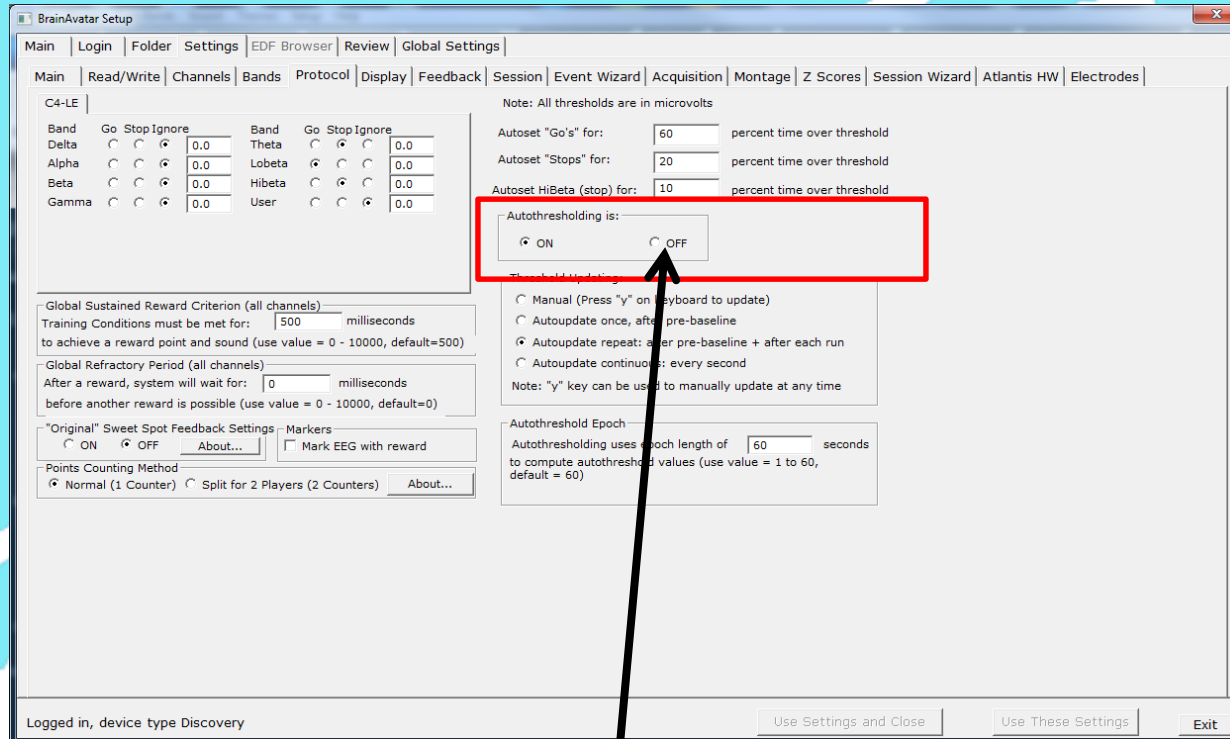 BrainAvatar Setup
Main Login Folder Settings EDF Browser Review Global Settings
Main Read/Write Channels Bands Protocol Display Feedback Session Event Wizard Acquisition Montage Z Scores Session Wizard Atlantis HW Electrodes
C4-LE
Band Go Stop Ignore Band Go Stop Ignore
Delta 0.0 Theta 0.0
Alpha 0.0 Lobeta 0.0
Beta 0.0 Hibeta 0.0
Gamma 0.0 User 0.0
Global Sustained Reward Criterion (all channels)
Training Conditions must be met for: 500 milliseconds
to achieve a reward point and sound (use value = 0 - 10000, default=500)
Global Refractory Period (all channels)
After a reward, system will wait for: 0 milliseconds
before another reward is possible (use value = 0 - 10000, default=0)
"Original" Sweet Spot Feedback Settings Markers
ON OFF About... Mark EEG with reward
Points Counting Method
Normal (1 Counter) Split for 2 Players (2 Counters) About...
Note: All thresholds are in microvolts
Autoset "Go's" for: 60 percent time over threshold
Autoset "Stops" for: 20 percent time over threshold
Autoset HiBeta (stop) for: 10 percent time over threshold
Autothresholding is:
ON OFF
Threshold Updating:
Manual (Press "y" on keyboard to update)
Autoupdate once, after pre-baseline
Autoupdate repeat: after pre-baseline + after each run
Autoupdate continuous: every second
Note: "y" key can be used to manually update at any time
Autothreshold Epoch
Autothresholding uses epoch length of 60 seconds
to compute autothreshold values (use value = 1 to 60,
default = 60)
Logged in, device type Discovery
Use Settings and Close Use These Settings Exit